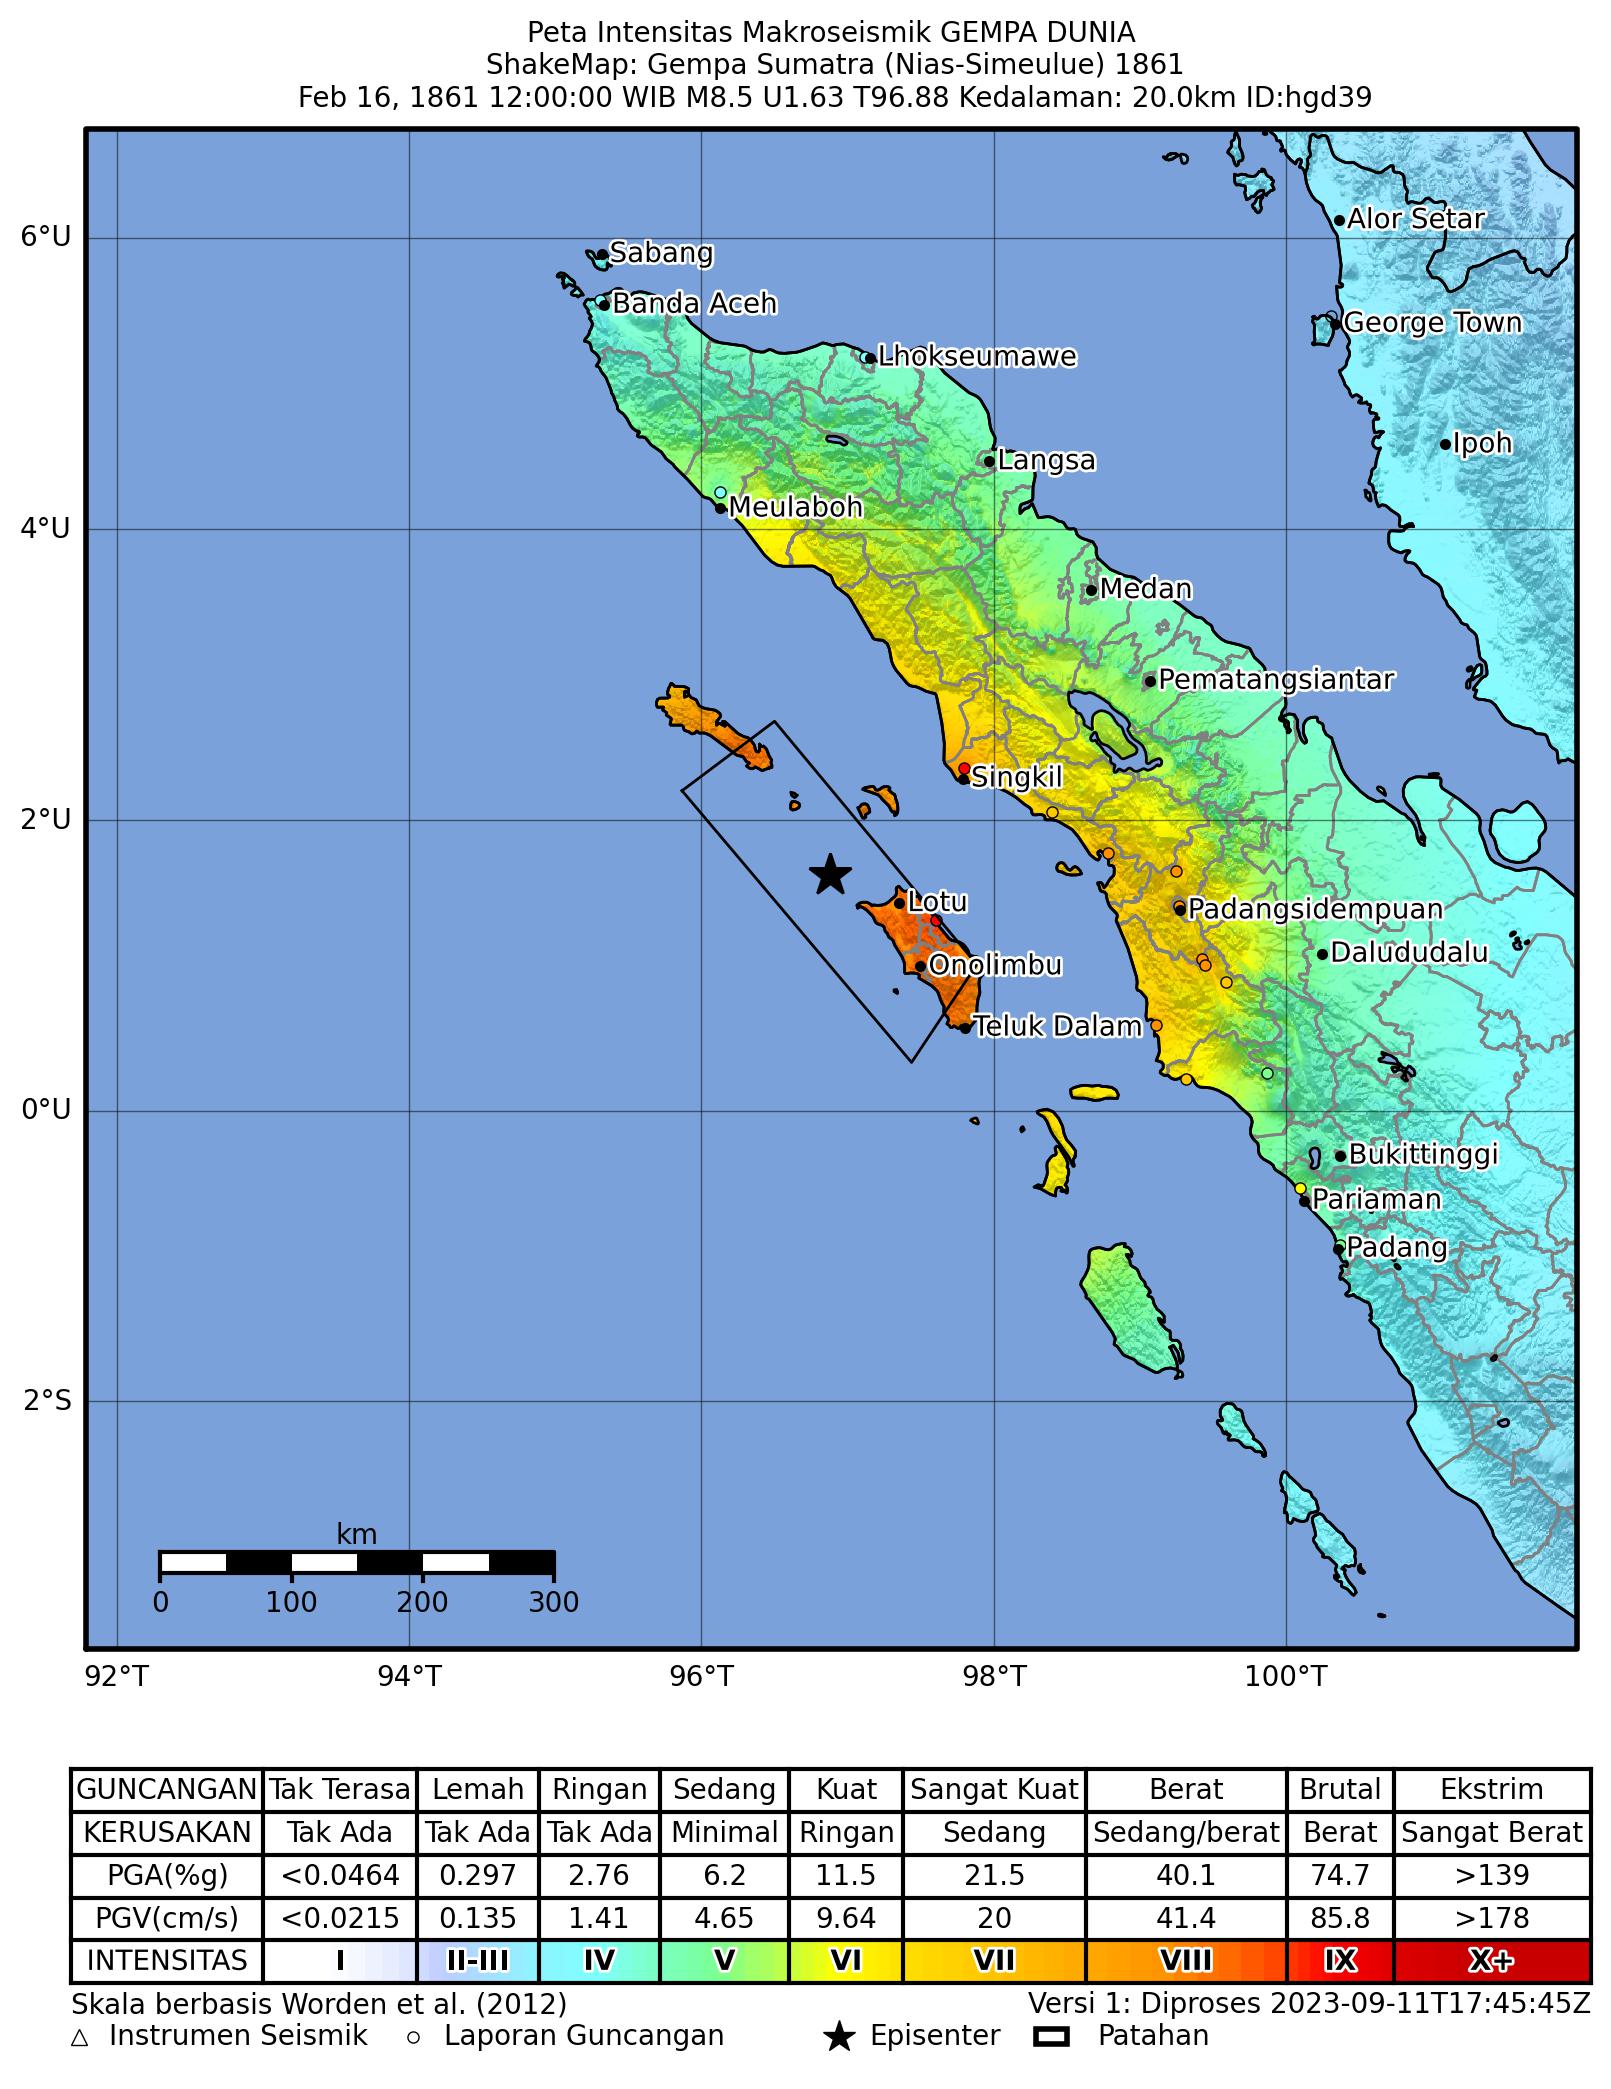 Peta Intensitas Makroseismik GEMPA DUNIA
ShakeMap: Gempa Sumatra (Nias-Simeulue) 1861
Feb 16, 1861 12:00:00 WIB M8.5 U1.63 T96.88 Kedalaman: 20.0km ID:hgd39
Alor Setar
6°U
Sabang
Banda Aceh
George Town
Lhokseumawe
Ipoh
Langsa
Meulaboh
4°U
Medan
Pematangsiantar
Singkil
2°U
Lotu
Padangsidempuan
Dalududalu
Onolimbu
Teluk Dalam
0°U
Bukittinggi
Pariaman
Padang
2°S
km
0 100 200 300
92°T 94°T 96°T 98°T 100°T
GUNCANGAN Tak Terasa Lemah Ringan Sedang Kuat Sangat Kuat Berat Brutal Ekstrim
KERUSAKAN Tak Ada Tak Ada Tak Ada Minimal Ringan Sedang Sedang/berat Berat Sangat Berat
PGA(%g) <0.0464 0.297 2.76 6.2 11.5 21.5 40.1 74.7 >139
PGV(cm/s) <0.0215 0.135 1.41 4.65 9.64 20 41.4 85.8 >178
INTENSITAS I II-III IV V VI VII VIII IX X+
Skala berbasis Worden et al. (2012) Versi 1: Diproses 2023-09-11T17:45:45Z
Instrumen Seismik Laporan Guncangan Episenter Patahan